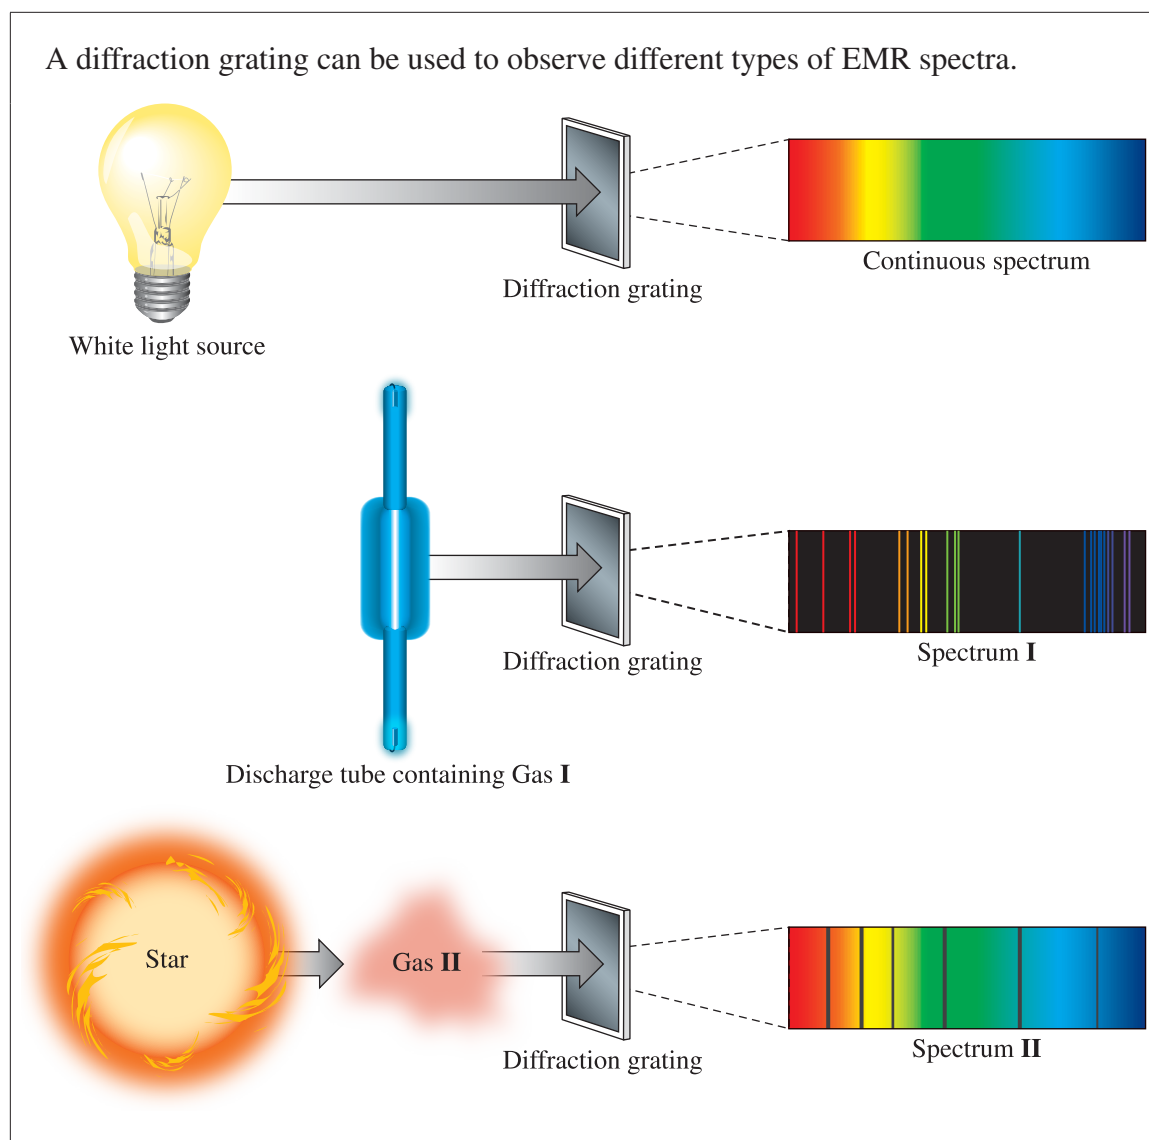 A diffraction grating can be used to observe different types of EMR spectra.
Continuous spectrum
Diffraction grating
White light source
Diffraction grating
Spectrum I
Discharge tube containing Gas I
Star
Gas II
Diffraction grating
Spectrum II